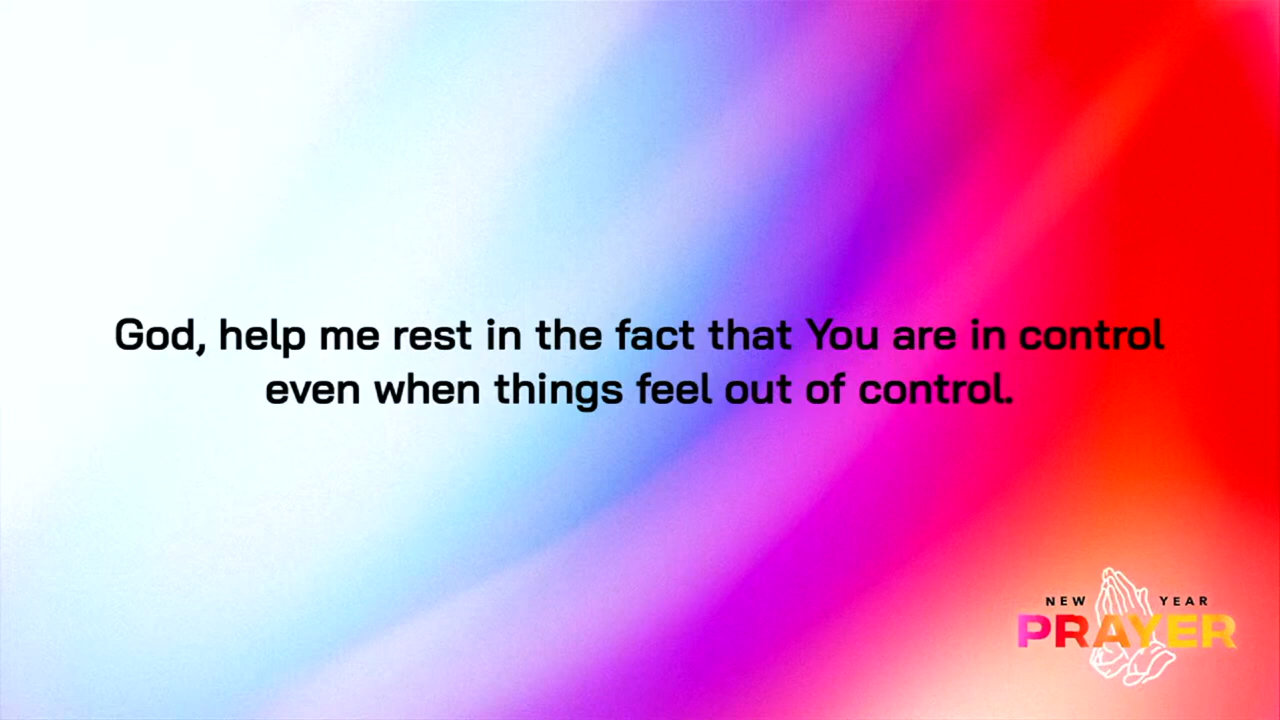 God, help me rest in the fact that You are in control
even when things feel out of control.
NEW YEAR
PRAYER